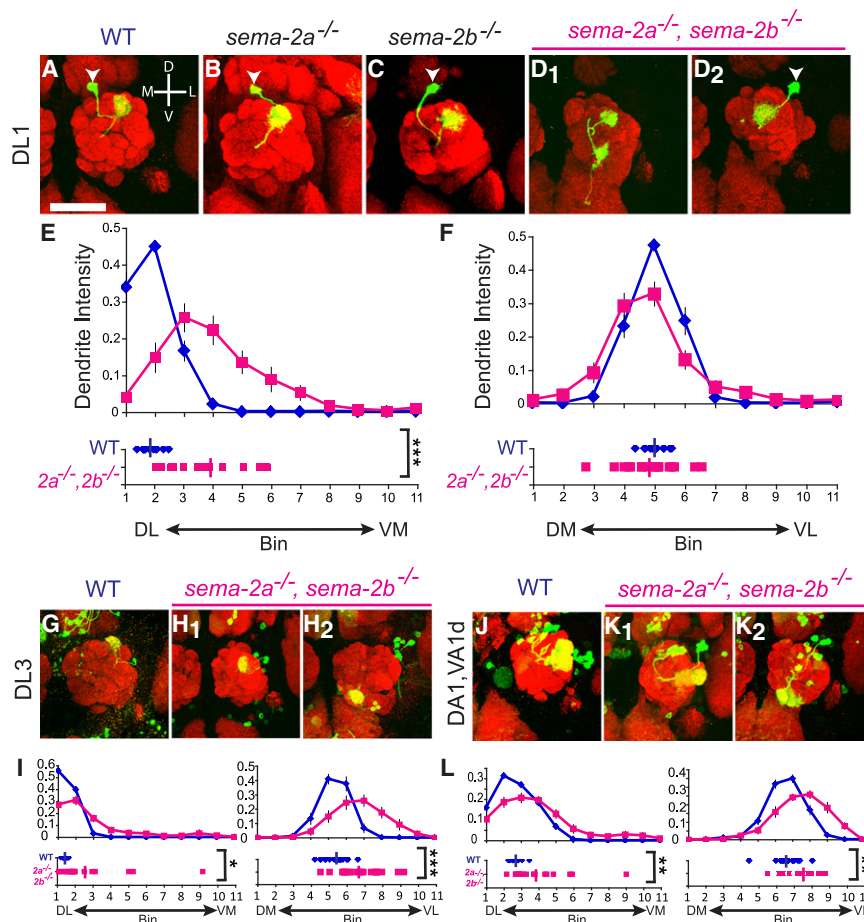 WT sema-2a-/- sema-2b-/- sema-2a-/-, sema-2b-/-
DL1
A D M L V B C D1 D2
E
Dendrite Intensity
0.5
0.4
0.3
0.2
0.1
0
WT
2a-/-,2b-/-
***
1 2 3 4 5 6 7 8 9 10 11
DL VM
Bin
F
Dendrite Intensity
0.5
0.4
0.3
0.2
0.1
0
WT
2a-/-,2b-/-
1 2 3 4 5 6 7 8 9 10 11
DM VL
Bin
WT sema-2a-/-, sema-2b-/-
DL3
G H1 H2
WT sema-2a-/-, sema-2b-/-
DA1,VA1d
J K1 K2
I
0.6
0.5
0.4
0.3
0.2
0.1
0
WT
2a-/-
2b-/-
*
1 2 3 4 5 6 7 8 9 10 11
DL VM
0.5
0.4
0.3
0.2
0.1
0
***
1 2 3 4 5 6 7 8 9 10 11
DM VL
Bin
L
0.3
0.2
0.1
0
WT
2a-/-
2b-/-
**
1 2 3 4 5 6 7 8 9 10 11
DL VM
0.4
0.3
0.2
0.1
0
1 2 3 4 5 6 7 8 9 10 11
DM VL
Bin